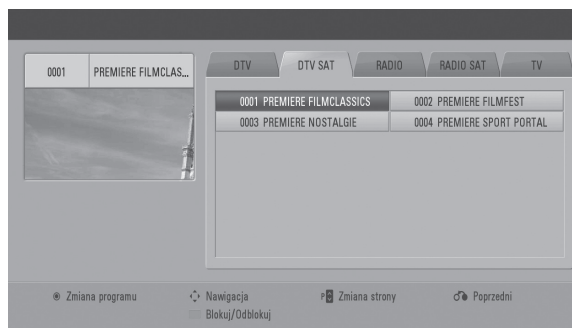 0001 PREMIERE FILMCLAS...
DTV DTV SAT RADIO RADIO SAT TV
0001 PREMIERE FILMCLASSICS 0002 PREMIERE FILMFEST
0003 PREMIERE NOSTALGIE 0004 PREMIERE SPORT PORTAL
Zmiana programu Nawigacja P Zmiana strony Poprzedni
Blokuj/Odblokuj